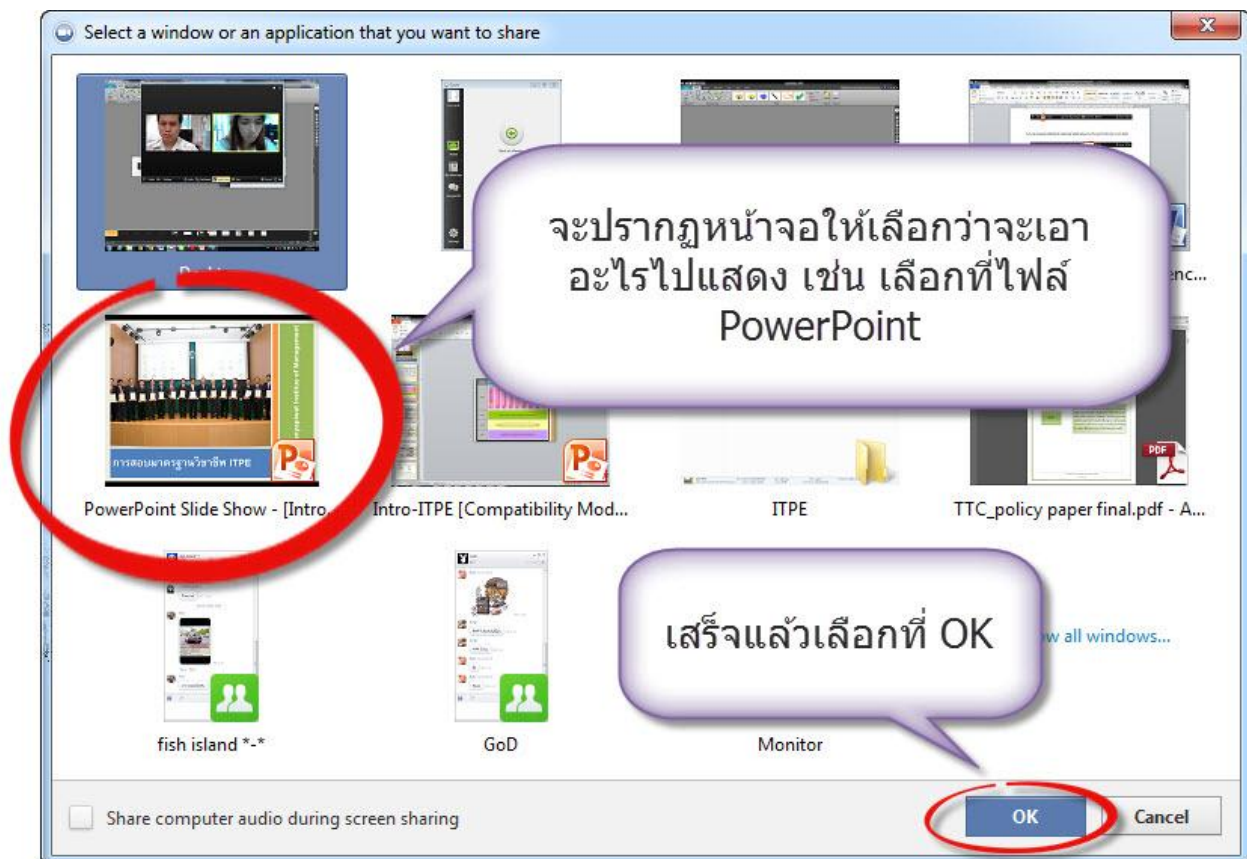 Select a window or an application that you want to share
จะปรากฏหน้าจอให้เลือกว่าจะเอา
อะไรไปแสดง เช่น เลือกที่ไฟล์
PowerPoint
enc...
การสอบมาตรฐานวิชาชีพ ITPE
PDF
PowerPoint Slide Show - [Intro...
Intro-ITPE [Compatibility Mod...
ITPE
TTC_policy paper final.pdf - A...
เสร็จแล้วเลือกที่ OK
all windows...
fish island *-*
GoD
Monitor
Share computer audio during screen sharing
OK
Cancel